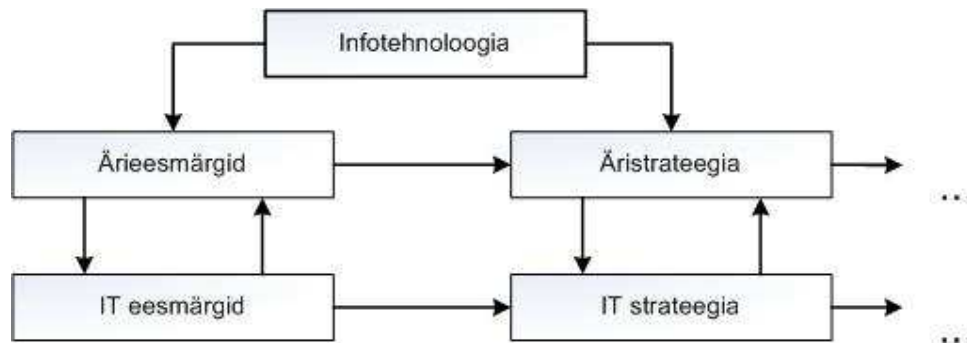 Infotehnoloogia
Ärieesmärgid
Äristrateegia
..
IT eesmärgid
IT strateegia
..